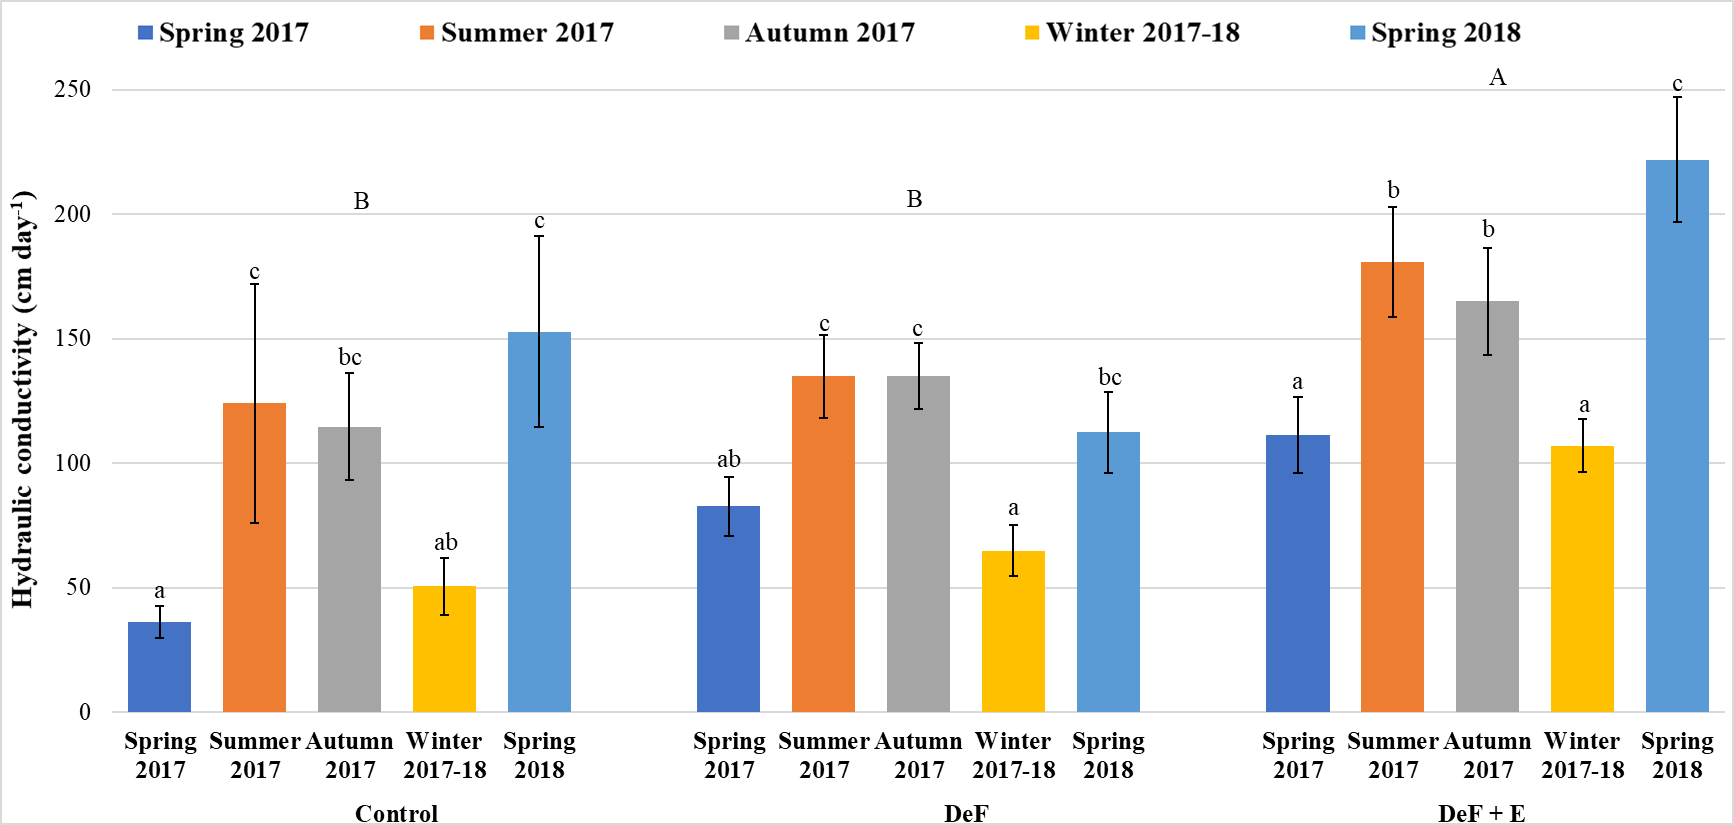 Spring 2017 Summer 2017 Autumn 2017 Winter 2017-18 Spring 2018
Hydraulic conductivity (cm day⁻¹)
250
200
150
100
50
0
B
B
A
a
c
bc
ab
c
ab
c
c
a
bc
a
b
b
a
c
Spring 2017
Summer 2017
Autumn 2017
Winter 2017-18
Spring 2018
Spring 2017
Summer 2017
Autumn 2017
Winter 2017-18
Spring 2018
Spring 2017
Summer 2017
Autumn 2017
Winter 2017-18
Spring 2018
Control
DeF
DeF + E